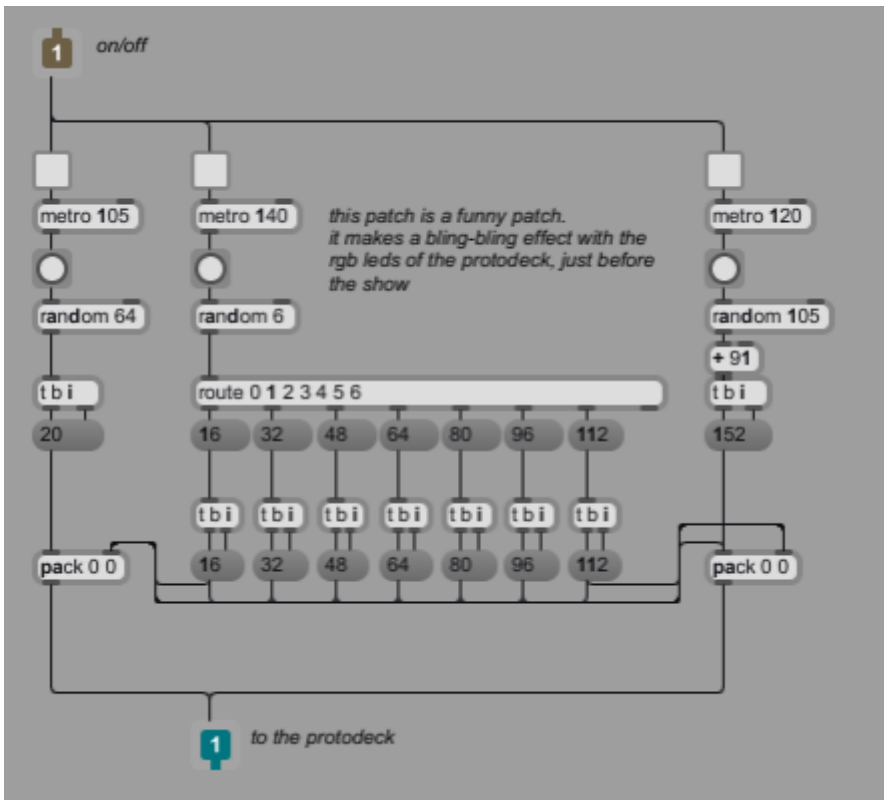 1 on/off
metro 105 metro 140 this patch is a funny patch. metro 120
it makes a bling-bling effect with the
rgb leds of the protodeck, just before
the show
random 64 random 6 random 105
+ 91
t b i route 0 1 2 3 4 5 6 t b i
20 16 32 48 64 80 96 112 152
t b i t b i t b i t b i t b i t b i t b i
pack 0 0 16 32 48 64 80 96 112 pack 0 0
1 to the protodeck